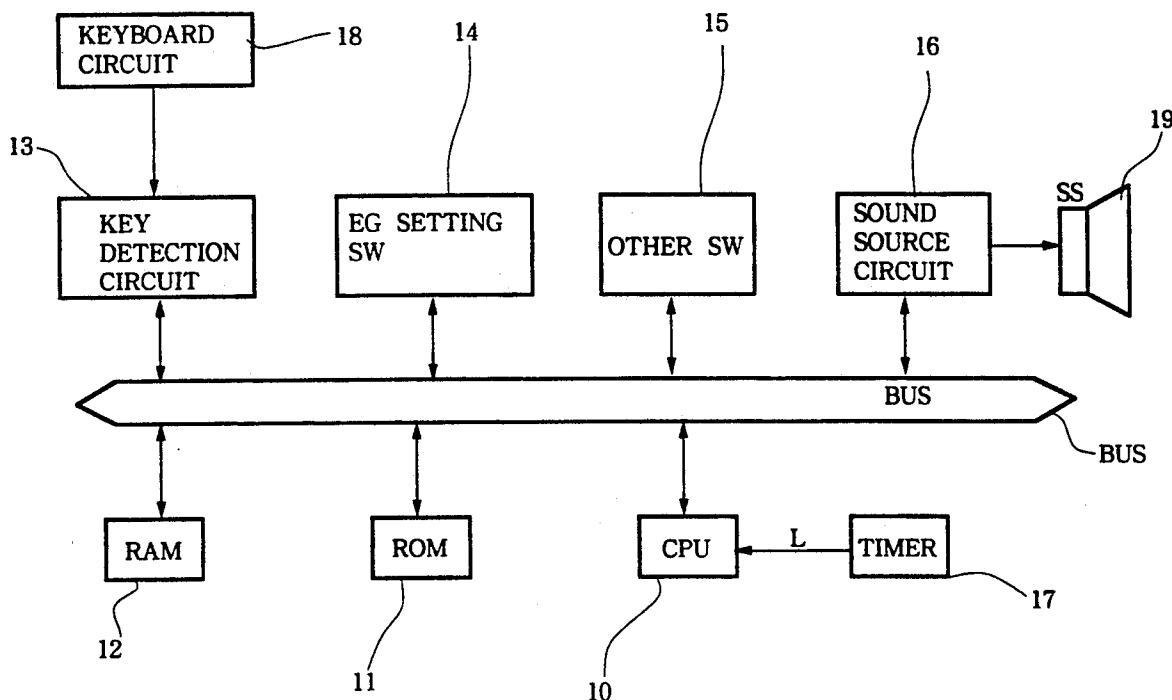 KEYBOARD
CIRCUIT
18
14
15
16
19
13
KEY
DETECTION
CIRCUIT
EG SETTING
SW
OTHER SW
SOUND
SOURCE
CIRCUIT
SS
BUS
BUS
RAM
ROM
CPU
L
TIMER
12
11
10
17